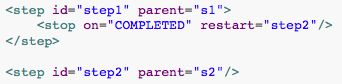 <step id="step1" parent="s1">
    <stop on="COMPLETED" restart="step2"/>
</step>

<step id="step2" parent="s2"/>